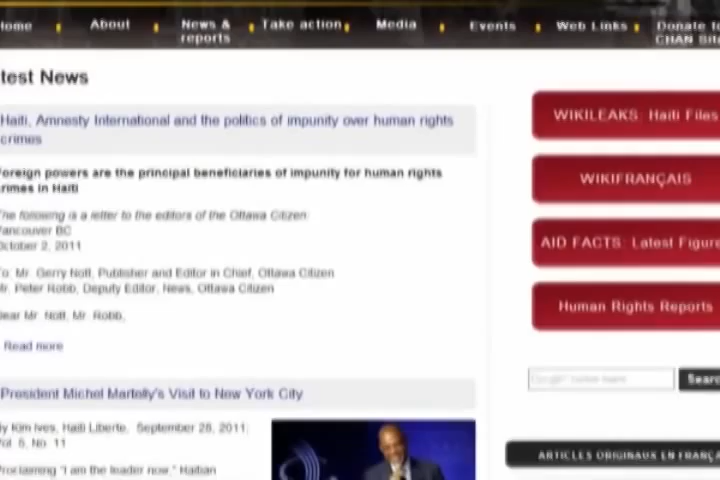 ome
About
News &
reports
Take action
Media
Events
Web Links
Donate to
CHAN Site
test News
Haiti, Amnesty International and the politics of impunity over human rights
crimes
Foreign powers are the principal beneficiaries of impunity for human rights
crimes in Haiti
The following is a letter to the editors of the Ottawa Citizen
Vancouver BC
October 2, 2011
To: Mr. Gerry Nott, Publisher and Editor in Chief, Ottawa Citizen
Mr. Peter Robb, Deputy Editor, News, Ottawa Citizen
Dear Mr. Nott, Mr. Robb,
Read more
President Michel Martelly's Visit to New York City
By Kim Ives, Haiti Liberte, September 28, 2011,
Vol. 5, No. 11
Proclaiming "I am the leader now," Haitian
WIKILEAKS: Haiti Files
WIKIFRANÇAIS
AID FACTS: Latest Figure
Human Rights Reports
Searc
ARTICLES ORIGINAUX EN FRANÇA